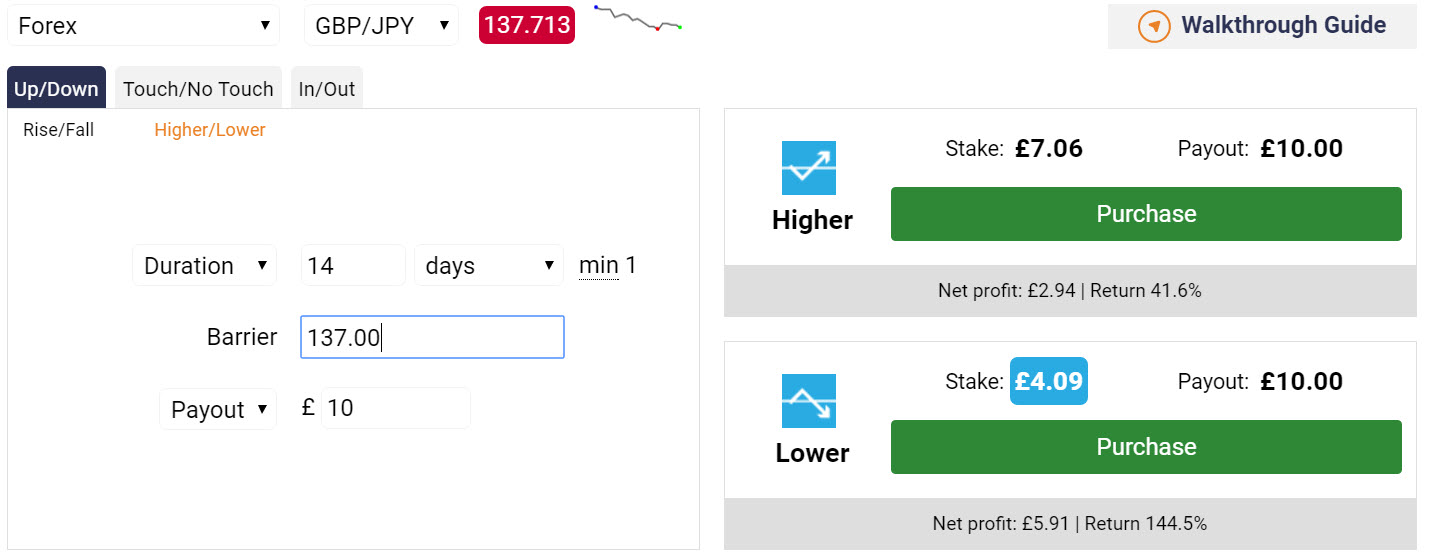 Forex ▼ GBP/JPY ▼ 137.713 Walkthrough Guide
Up/Down Touch/No Touch In/Out
Rise/Fall Higher/Lower
Duration ▼ 14 days ▼ min 1
Barrier 137.00
Payout ▼ £ 10
Stake: £7.06 Payout: £10.00
Higher
Purchase
Net profit: £2.94 | Return 41.6%
Stake: £4.09 Payout: £10.00
Lower
Purchase
Net profit: £5.91 | Return 144.5%